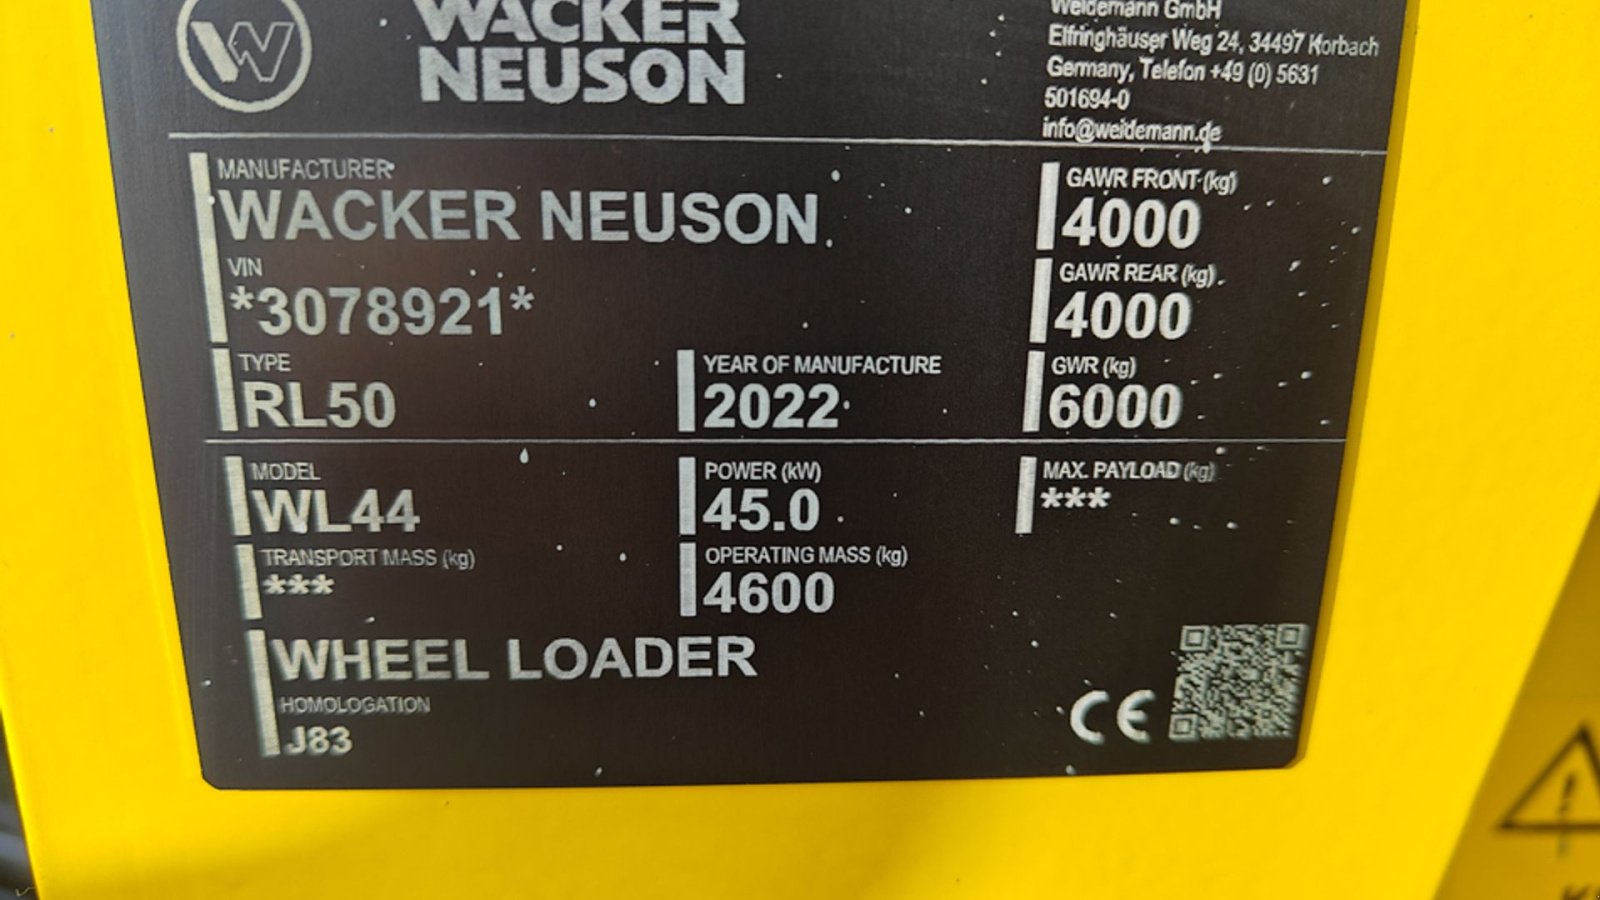 WACKER
NEUSON
Weidemann GmbH
Elfringhäuser Weg 24, 34497 Korbach
Germany, Telefon +49 (0) 5631
501694-0
info@weidemann.de
MANUFACTURER
WACKER NEUSON
GAWR FRONT (kg)
4000
VIN
*3078921*
GAWR REAR (kg)
4000
TYPE
RL50
YEAR OF MANUFACTURE
2022
GWR (kg)
6000
MODEL
WL44
POWER (kW)
45.0
MAX. PAYLOAD (kg)
***
TRANSPORT MASS (kg)
***
OPERATING MASS (kg)
4600
WHEEL LOADER
HOMOLOGATION
J83
CE